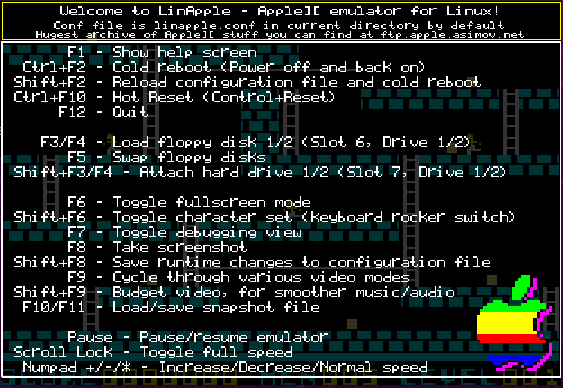 Welcome to LinApple - Apple][ emulator for Linux!
Conf file is linapple.conf in current directory by default
Hugest archive of Apple][ stuff you can find at ftp.apple.asimov.net
F1 - Show help screen
Ctrl+F2 - Cold reboot (Power off and back on)
Shift+F2 - Reload configuration file and cold reboot
Ctrl+F10 - Hot Reset (Control+Reset)
F12 - Quit
F3/F4 - Load floppy disk 1/2 (Slot 6, Drive 1/2)
F5 - Swap floppy disks
Shift+F3/F4 - Attach hard drive 1/2 (Slot 7, Drive 1/2)
F6 - Toggle fullscreen mode
Shift+F6 - Toggle character set (keyboard rocker switch)
F7 - Toggle debugging view
F8 - Take screenshot
Shift+F8 - Save runtime changes to configuration file
F9 - Cycle through various video modes
Shift+F9 - Budget video, for smoother music/audio
F10/F11 - Load/save snapshot file
Pause - Pause/resume emulator
Scroll Lock - Toggle full speed
Numpad +/-/* - Increase/Decrease/Normal speed